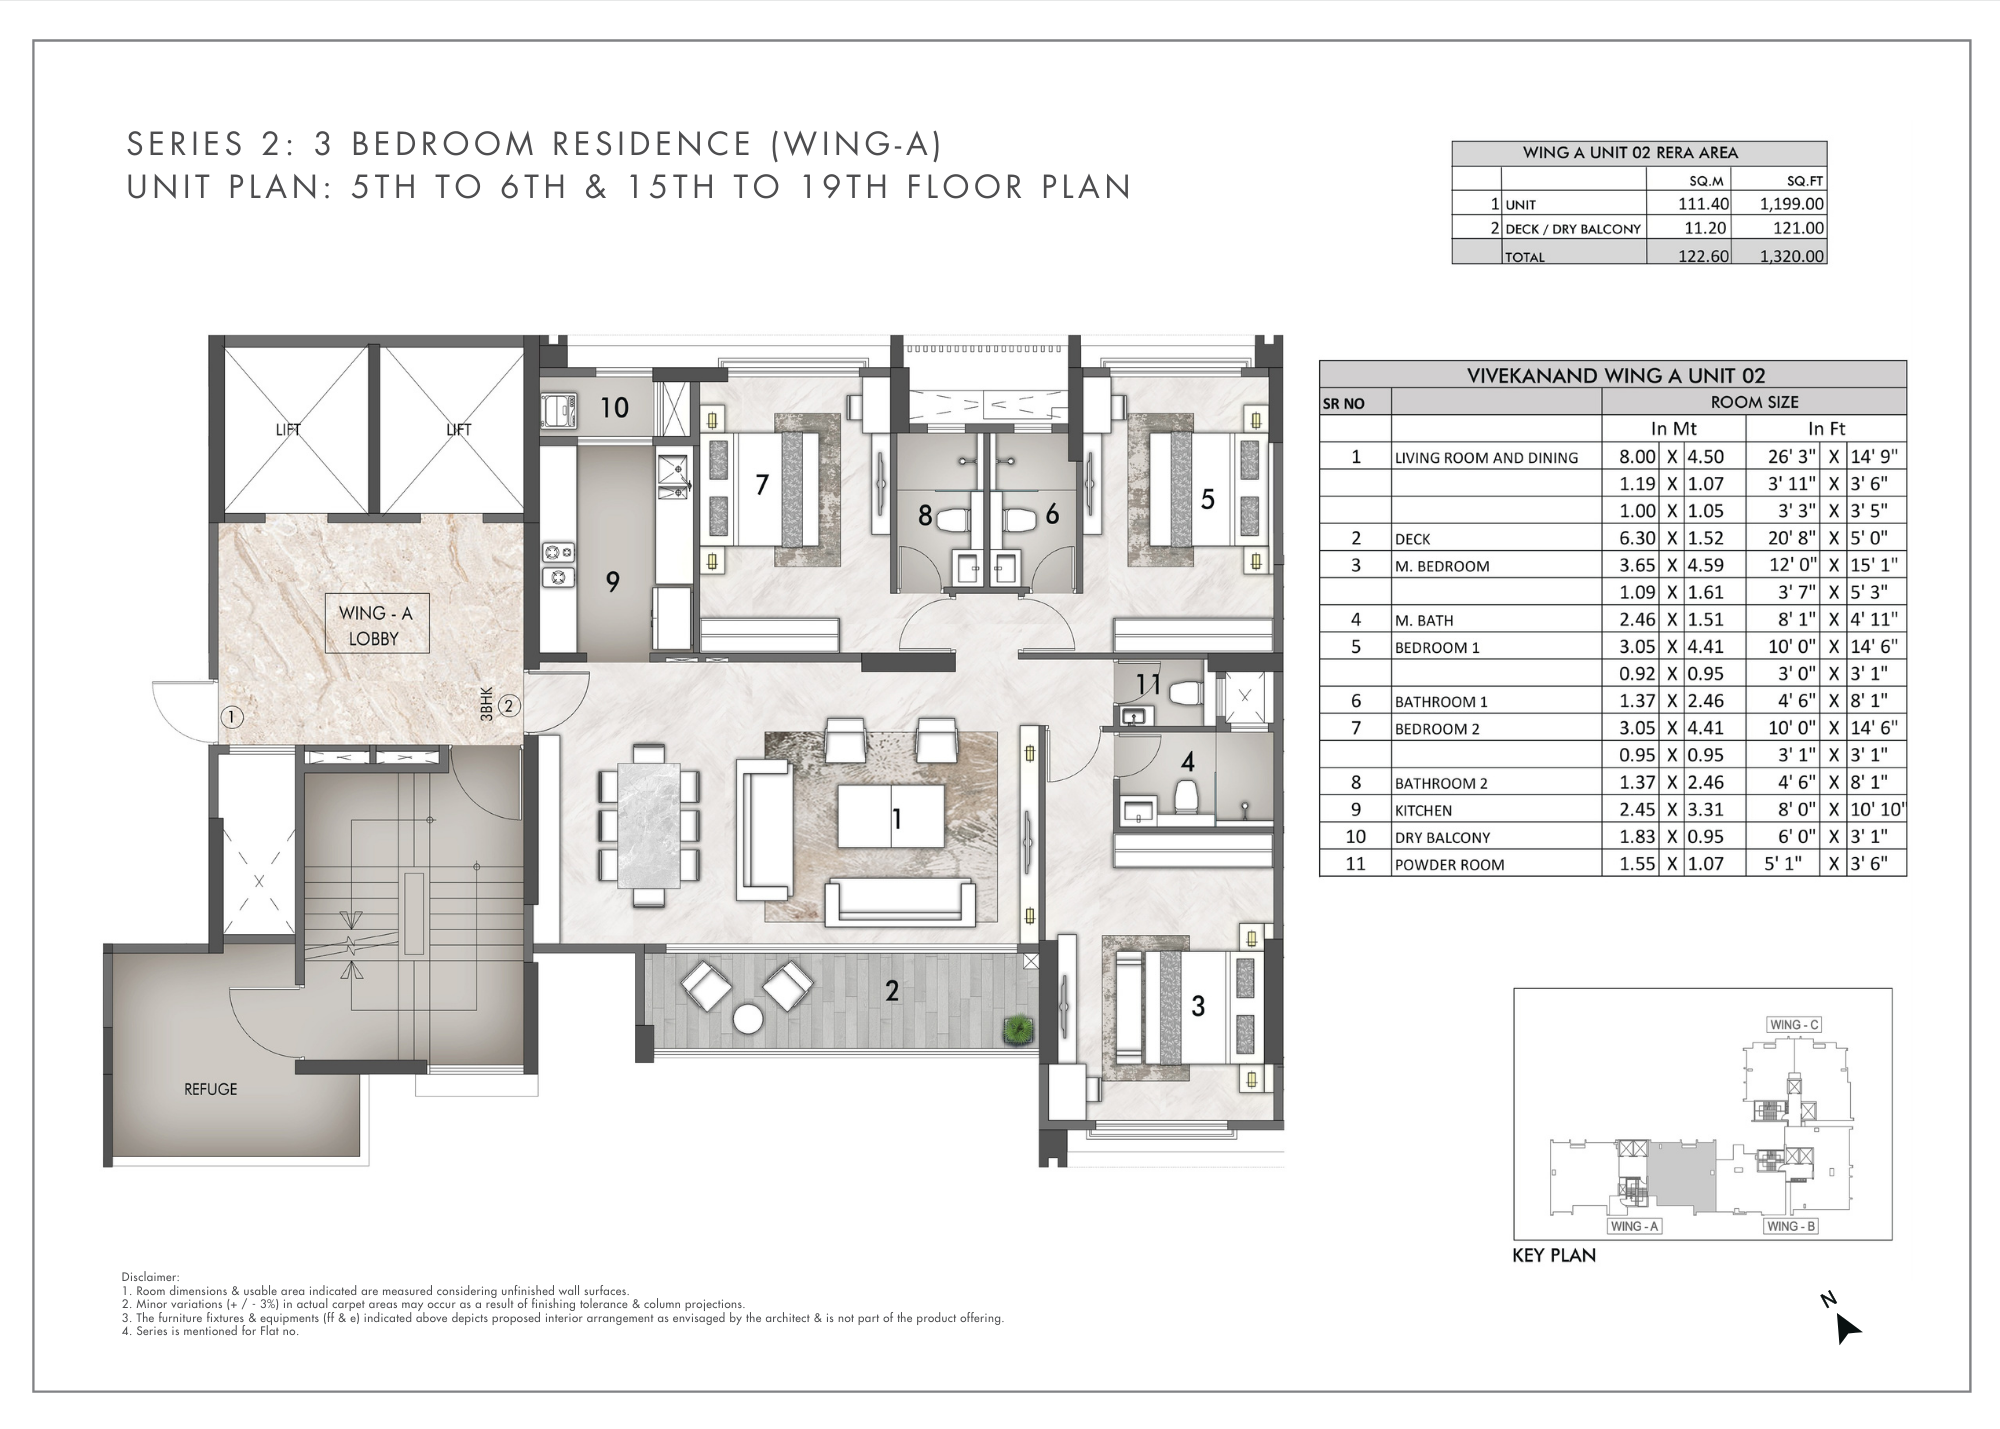 SERIES 2: 3 BEDROOM RESIDENCE (WING-A)
UNIT PLAN: 5TH TO 6TH & 15TH TO 19TH FLOOR PLAN
WING A UNIT 02 RERA AREA
SQ.M SQ.FT
1 UNIT 111.40 1,199.00
2 DECK / DRY BALCONY 11.20 121.00
TOTAL 122.60 1,320.00
LIFT
LIFT
10
7
8
6
5
9
WING - A
LOBBY
3BHK
2
1
11
4
1
2
3
REFUGE
VIVEKANAND WING A UNIT 02
SR NO ROOM SIZE
In Mt In Ft
1 LIVING ROOM AND DINING 8.00 X 4.50 26' 3" X 14' 9"
1.19 X 1.07 3' 11" X 3' 6"
1.00 X 1.05 3' 3" X 3' 5"
2 DECK 6.30 X 1.52 20' 8" X 5' 0"
3 M. BEDROOM 3.65 X 4.59 12' 0" X 15' 1"
1.09 X 1.61 3' 7" X 5' 3"
4 M. BATH 2.46 X 1.51 8' 1" X 4' 11"
5 BEDROOM 1 3.05 X 4.41 10' 0" X 14' 6"
0.92 X 0.95 3' 0" X 3' 1"
6 BATHROOM 1 1.37 X 2.46 4' 6" X 8' 1"
7 BEDROOM 2 3.05 X 4.41 10' 0" X 14' 6"
0.95 X 0.95 3' 1" X 3' 1"
8 BATHROOM 2 1.37 X 2.46 4' 6" X 8' 1"
9 KITCHEN 2.45 X 3.31 8' 0" X 10' 10"
10 DRY BALCONY 1.83 X 0.95 6' 0" X 3' 1"
11 POWDER ROOM 1.55 X 1.07 5' 1" X 3' 6"
WING - C
WING - A
WING - B
KEY PLAN
N
Disclaimer:
1. Room dimensions & usable area indicated are measured considering unfinished wall surfaces.
2. Minor variations (+ / - 3%) in actual carpet areas may occur as a result of finishing tolerance & column projections.
3. The furniture fixtures & equipments (ff & e) indicated above depicts proposed interior arrangement as envisaged by the architect & is not part of the product offering.
4. Series is mentioned for Flat no.